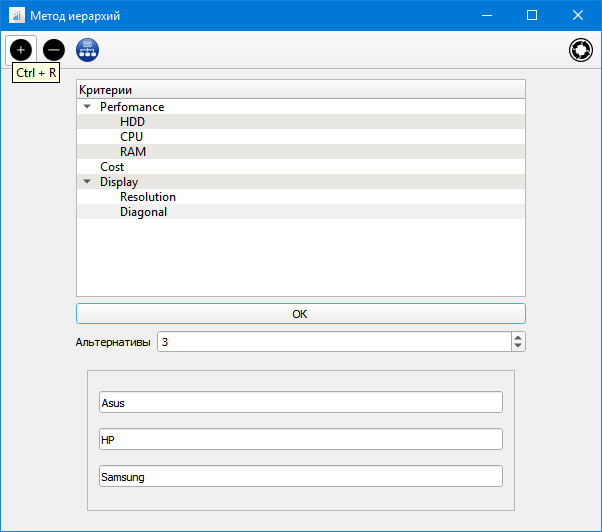 Метод иерархий
Ctrl + R
Критерии
Perfomance
HDD
CPU
RAM
Cost
Display
Resolution
Diagonal
OK
Альтернативы 3
Asus
HP
Samsung